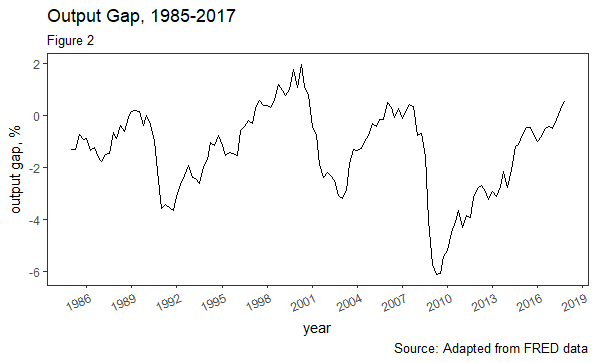 Output Gap, 1985-2017
Figure 2
output gap, %
2
0
-2
-4
-6
1986 1989 1992 1995 1998 2001 2004 2007 2010 2013 2016 2019
year
Source: Adapted from FRED data